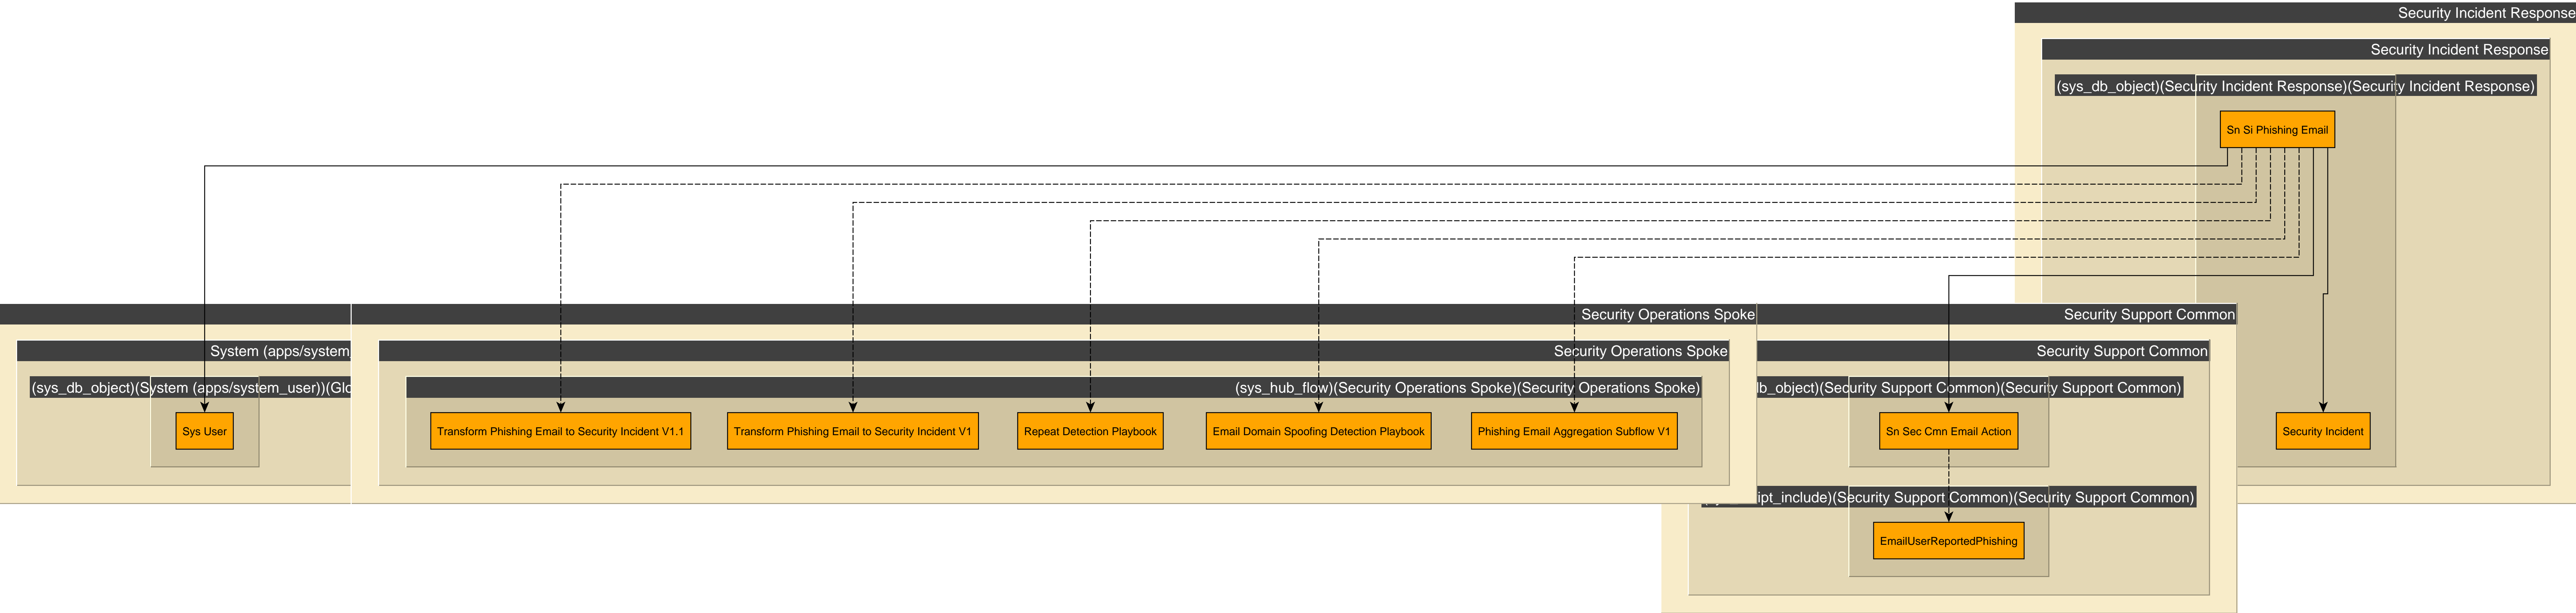 Security Incident Response
Security Incident Response
(sys_db_object)(Security Incident Response)(Security Incident Response)
Sn Si Phishing Email
Security Operations Spoke
Security Support Common
System (apps/system
Security Operations Spoke
Security Support Common
(sys_db_object)(System (apps/system_user))(Glo
(sys_hub_flow)(Security Operations Spoke)(Security Operations Spoke)
b_object)(Security Support Common)(Security Support Common)
Sys User
Transform Phishing Email to Security Incident V1.1
Transform Phishing Email to Security Incident V1
Repeat Detection Playbook
Email Domain Spoofing Detection Playbook
Phishing Email Aggregation Subflow V1
Sn Sec Cmn Email Action
Security Incident
ipt_include)(Security Support Common)(Security Support Common)
EmailUserReportedPhishing